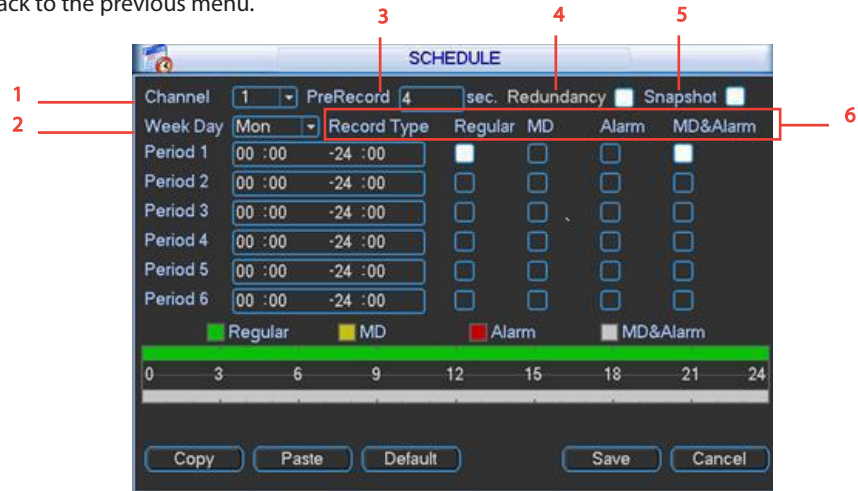 ack to the previous menu.
3 4 5
SCHEDULE
1 Channel 1 PreRecord 4 sec. Redundancy Snapshot
2 Week Day Mon Record Type Regular MD Alarm MD&Alarm 6
Period 1 00 :00 -24 :00
Period 2 00 :00 -24 :00
Period 3 00 :00 -24 :00
Period 4 00 :00 -24 :00
Period 5 00 :00 -24 :00
Period 6 00 :00 -24 :00
Regular MD Alarm MD&Alarm
0 3 6 9 12 15 18 21 24
Copy Paste Default Save Cancel